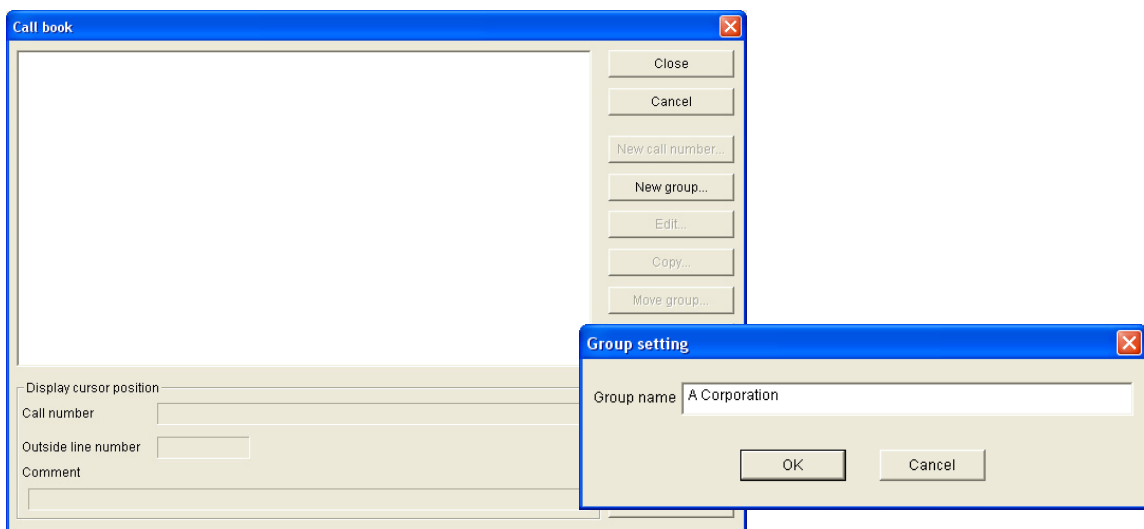 Call book
Close
Cancel
New call number...
New group...
Edit...
Copy...
Move group...
Display cursor position
Call number
Outside line number
Comment
Group setting
Group name A Corporation
OK Cancel